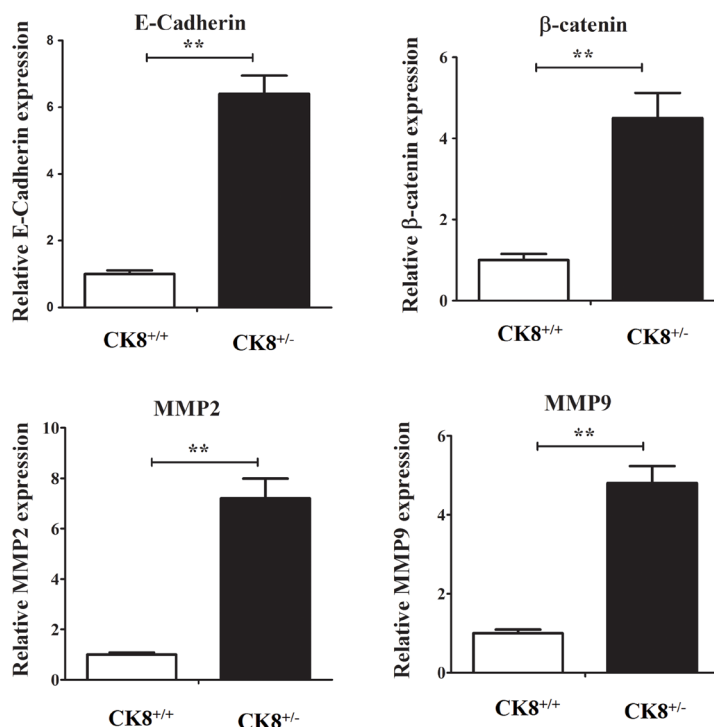 E-Cadherin
**
Relative E-Cadherin expression
8
6
4
2
0
CK8+/+
CK8+/-
β-catenin
**
Relative β-catenin expression
6
4
2
0
CK8+/+
CK8+/-
MMP2
**
Relative MMP2 expression
10
8
6
4
2
0
CK8+/+
CK8+/-
MMP9
**
Relative MMP9 expression
6
4
2
0
CK8+/+
CK8+/-